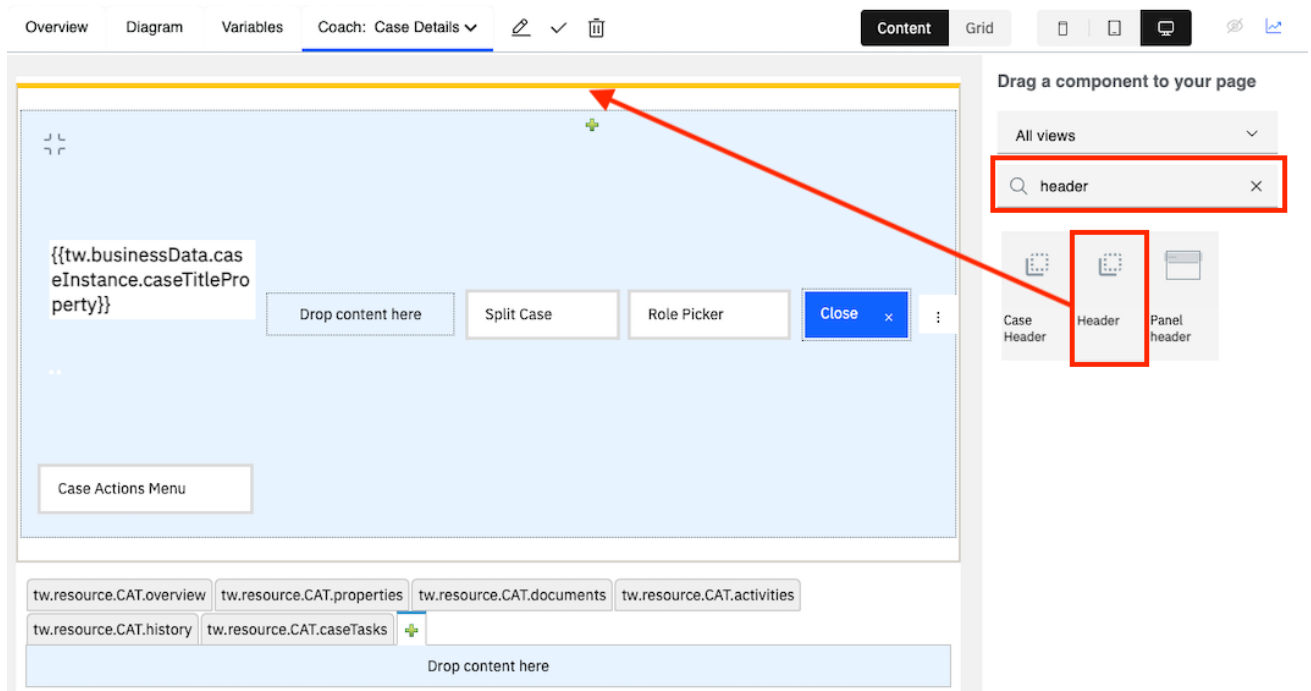 Overview Diagram Variables Coach: Case Details Content Grid
Drag a component to your page
All views
header
{{tw.businessData.cas
eInstance.caseTitlePro
perty}}
Drop content here Split Case Role Picker Close
Case
Header
Header
Panel
header
Case Actions Menu
tw.resource.CAT.overview tw.resource.CAT.properties tw.resource.CAT.documents tw.resource.CAT.activities
tw.resource.CAT.history tw.resource.CAT.caseTasks
Drop content here